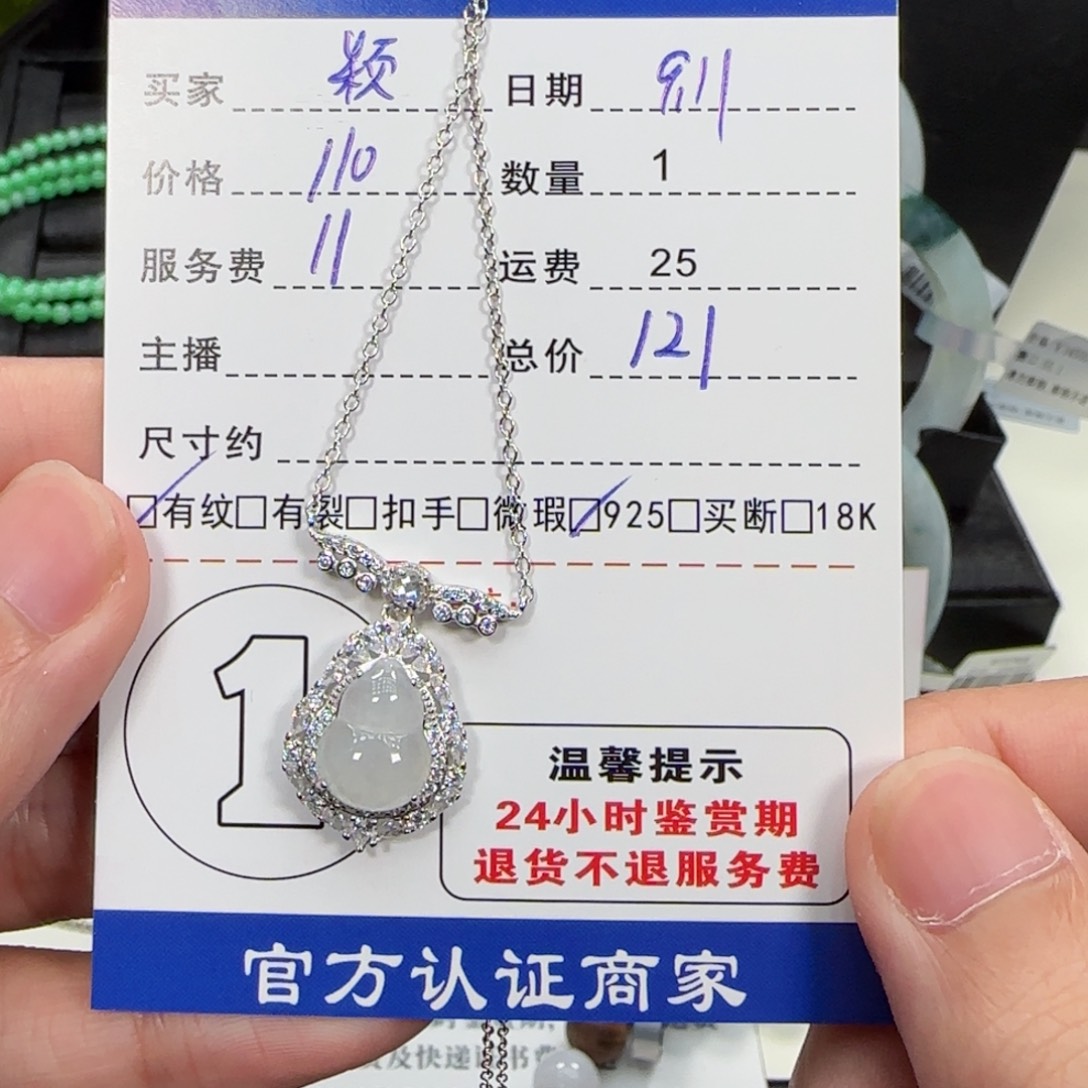 买家 颖 日期 9.11
价格 110 数量 1
服务费 11 运费 25
主播 总价 121
尺寸约
☑有纹□有裂□扣手□微瑕☑925□买断□18K
1
温馨提示
24小时鉴赏期
退货不退服务费
官方认证商家